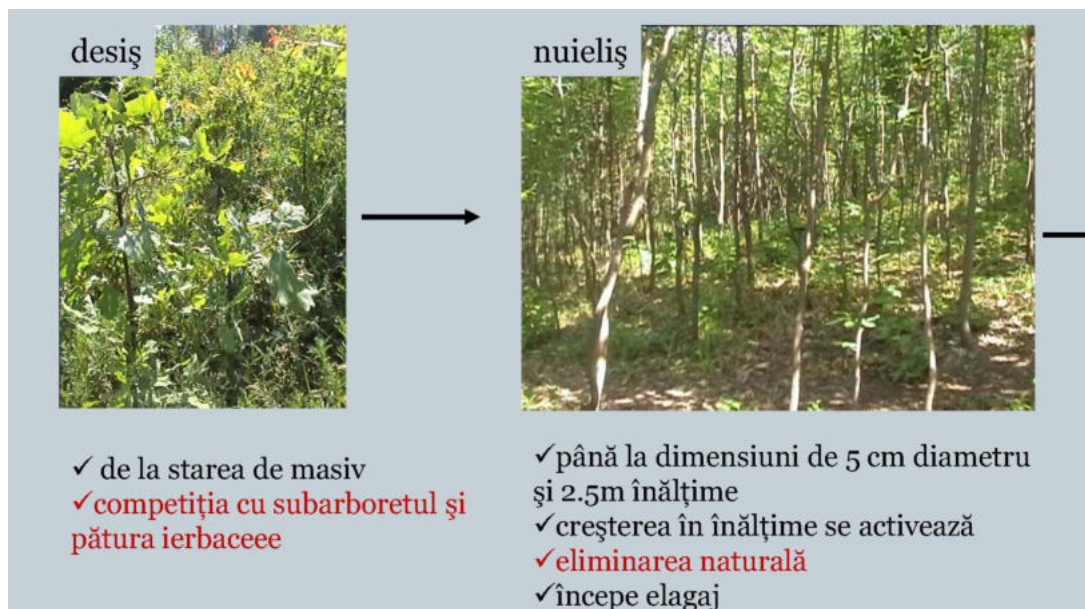 desiş
nuieliş
✓ de la starea de masiv
✓competiția cu subarboretul şi
pătura ierbaceee
✓până la dimensiuni de 5 cm diametru
şi 2.5m înălțime
✓creşterea în înălțime se activează
✓eliminarea naturală
✓începe elagaj